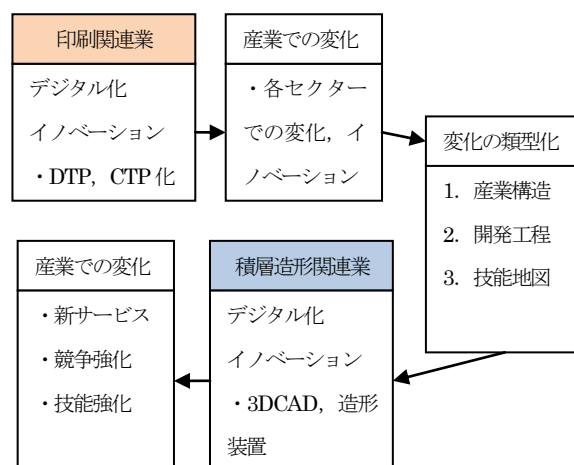 印刷関連業
デジタル化
イノベーション
・DTP，CTP 化
産業での変化
・各セクター
での変化，イ
ノベーション
変化の類型化
1. 産業構造
2. 開発工程
3. 技能地図
積層造形関連業
デジタル化
イノベーション
・3DCAD，造形
装置
産業での変化
・新サービス
・競争強化
・技能強化